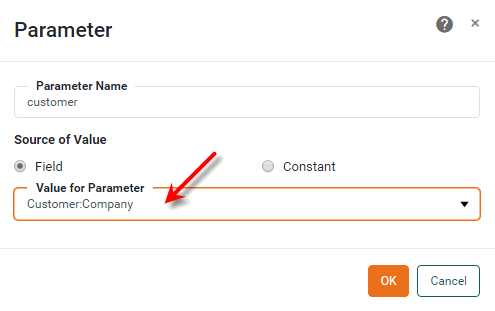 Parameter
? ×
Parameter Name
customer
Source of Value
Field Constant
Value for Parameter
Customer:Company
OK Cancel